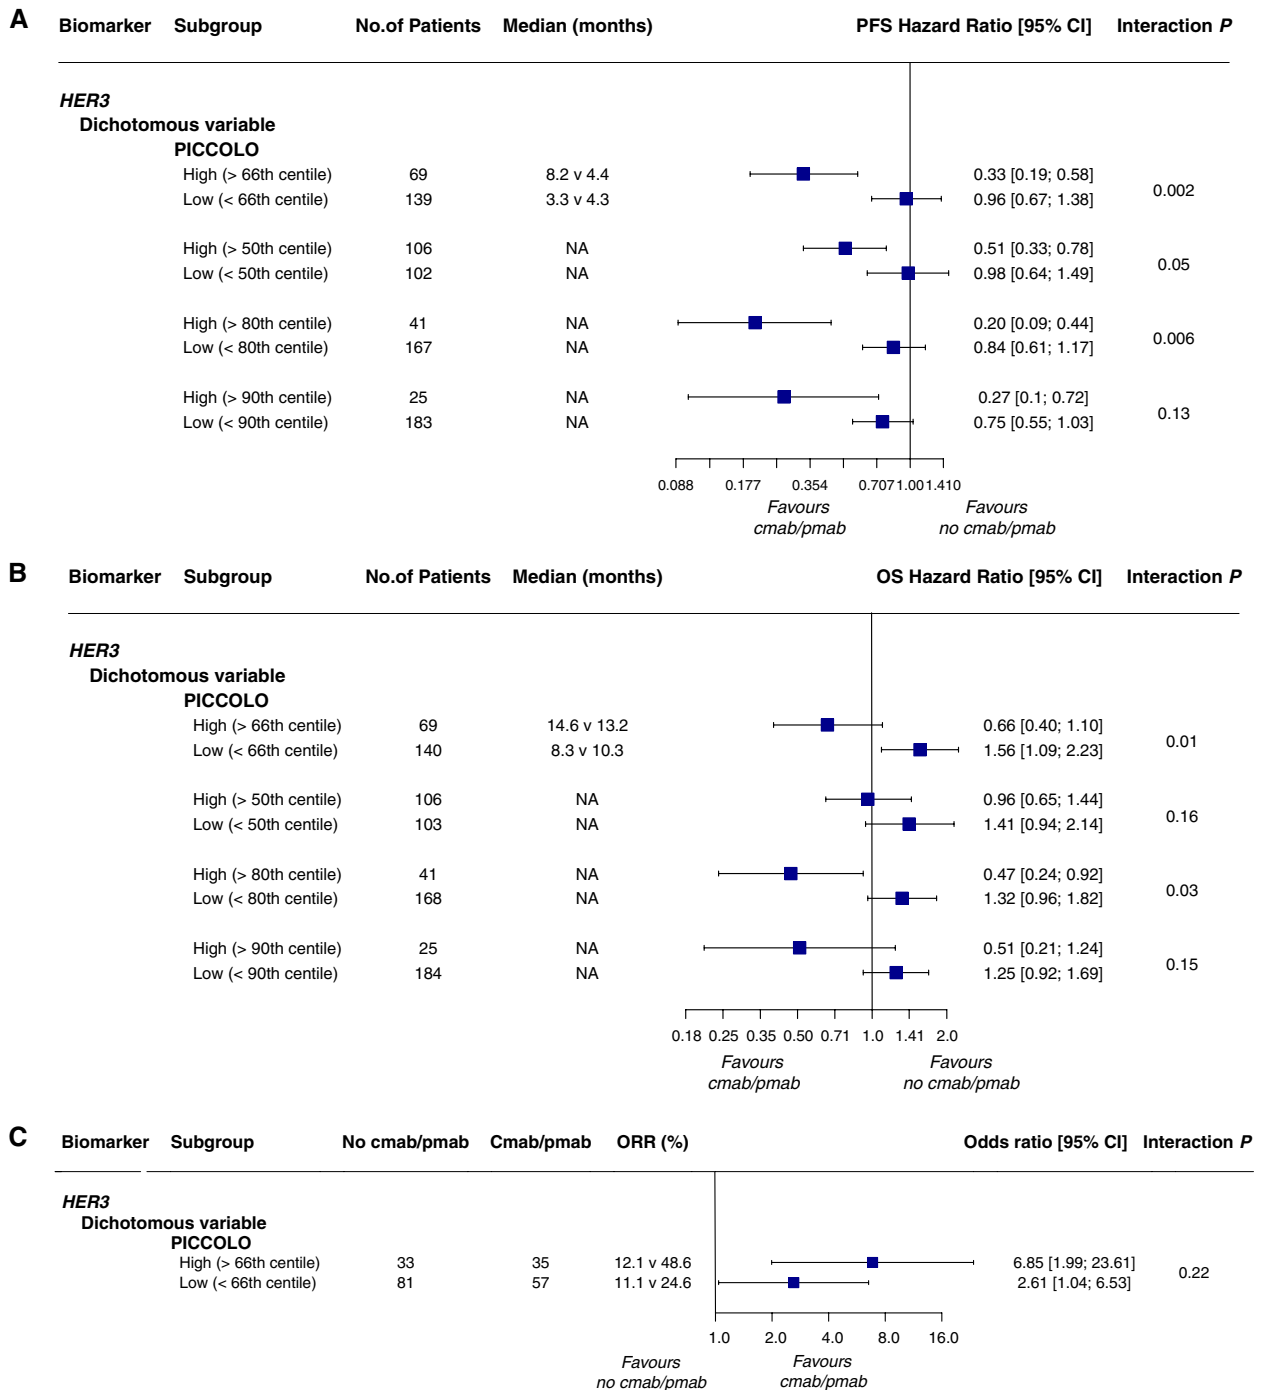 A
Biomarker Subgroup No.of Patients Median (months) PFS Hazard Ratio [95% CI] Interaction P
HER3
Dichotomous variable
PICCOLO
High (> 66th centile) 69 8.2 v 4.4 0.33 [0.19; 0.58]
0.002
Low (< 66th centile) 139 3.3 v 4.3 0.96 [0.67; 1.38]
High (> 50th centile) 106 NA 0.51 [0.33; 0.78]
0.05
Low (< 50th centile) 102 NA 0.98 [0.64; 1.49]
High (> 80th centile) 41 NA 0.20 [0.09; 0.44]
0.006
Low (< 80th centile) 167 NA 0.84 [0.61; 1.17]
High (> 90th centile) 25 NA 0.27 [0.1; 0.72]
0.13
Low (< 90th centile) 183 NA 0.75 [0.55; 1.03]
0.088 0.177 0.354 0.707 1.00 1.410
Favours Favours
cmab/pmab no cmab/pmab
B
Biomarker Subgroup No.of Patients Median (months) OS Hazard Ratio [95% CI] Interaction P
HER3
Dichotomous variable
PICCOLO
High (> 66th centile) 69 14.6 v 13.2 0.66 [0.40; 1.10]
0.01
Low (< 66th centile) 140 8.3 v 10.3 1.56 [1.09; 2.23]
High (> 50th centile) 106 NA 0.96 [0.65; 1.44]
0.16
Low (< 50th centile) 103 NA 1.41 [0.94; 2.14]
High (> 80th centile) 41 NA 0.47 [0.24; 0.92]
0.03
Low (< 80th centile) 168 NA 1.32 [0.96; 1.82]
High (> 90th centile) 25 NA 0.51 [0.21; 1.24]
0.15
Low (< 90th centile) 184 NA 1.25 [0.92; 1.69]
0.18 0.25 0.35 0.50 0.71 1.0 1.41 2.0
Favours Favours
cmab/pmab no cmab/pmab
C
Biomarker Subgroup No cmab/pmab Cmab/pmab ORR (%) Odds ratio [95% CI] Interaction P
HER3
Dichotomous variable
PICCOLO
High (> 66th centile) 33 35 12.1 v 48.6 6.85 [1.99; 23.61]
0.22
Low (< 66th centile) 81 57 11.1 v 24.6 2.61 [1.04; 6.53]
1.0 2.0 4.0 8.0 16.0
Favours Favours
no cmab/pmab cmab/pmab